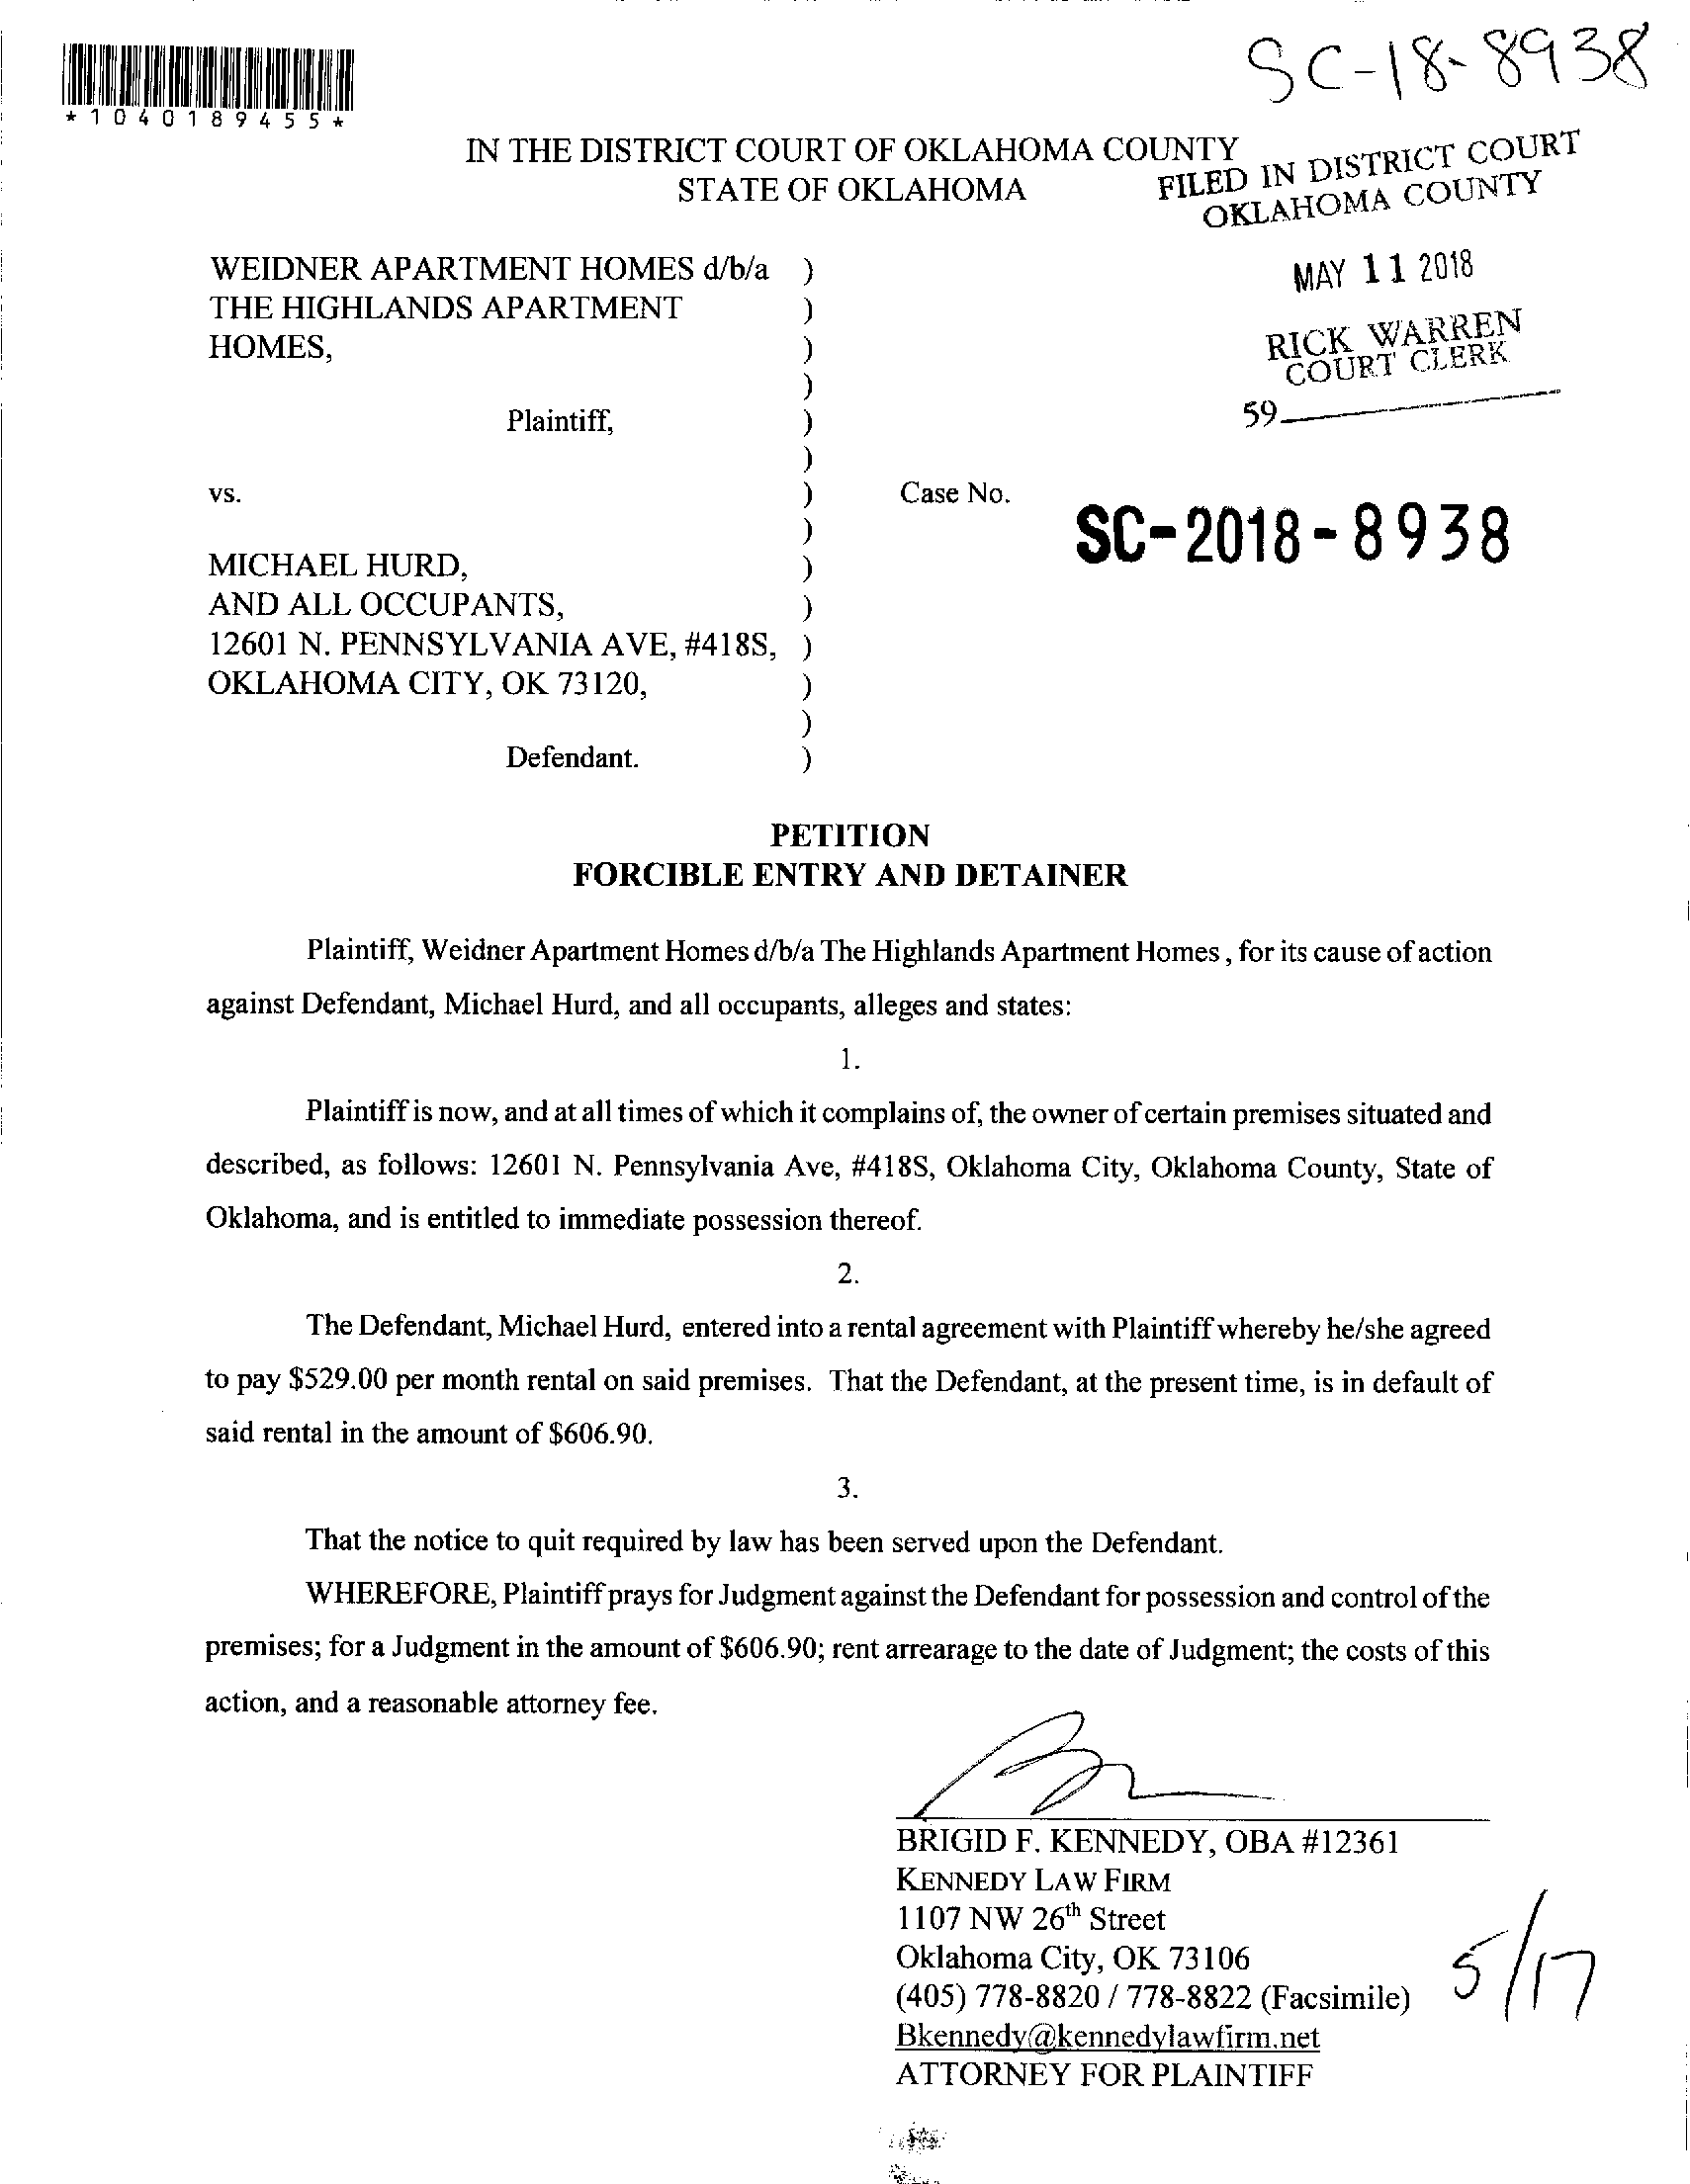 SC-18-8938
*1040189455*
IN THE DISTRICT COURT OF OKLAHOMA COUNTY
STATE OF OKLAHOMA
FILED IN DISTRICT COURT
OKLAHOMA COUNTY
MAY 11 2018
RICK WARREN
COURT CLERK
59
WEIDNER APARTMENT HOMES d/b/a )
THE HIGHLANDS APARTMENT )
HOMES, )
)
Plaintiff, )
)
vs. ) Case No.
SC-2018-8938
)
MICHAEL HURD, )
AND ALL OCCUPANTS, )
12601 N. PENNSYLVANIA AVE, #418S, )
OKLAHOMA CITY, OK 73120, )
)
Defendant. )
PETITION
FORCIBLE ENTRY AND DETAINER
Plaintiff, Weidner Apartment Homes d/b/a The Highlands Apartment Homes , for its cause of action
against Defendant, Michael Hurd, and all occupants, alleges and states:
1.
Plaintiff is now, and at all times of which it complains of, the owner of certain premises situated and
described, as follows: 12601 N. Pennsylvania Ave, #418S, Oklahoma City, Oklahoma County, State of
Oklahoma, and is entitled to immediate possession thereof.
2.
The Defendant, Michael Hurd, entered into a rental agreement with Plaintiff whereby he/she agreed
to pay $529.00 per month rental on said premises. That the Defendant, at the present time, is in default of
said rental in the amount of $606.90.
3.
That the notice to quit required by law has been served upon the Defendant.
WHEREFORE, Plaintiff prays for Judgment against the Defendant for possession and control of the
premises; for a Judgment in the amount of $606.90; rent arrearage to the date of Judgment; the costs of this
action, and a reasonable attorney fee.
BRIGID F. KENNEDY, OBA #12361
KENNEDY LAW FIRM
1107 NW 26th Street
Oklahoma City, OK 73106
(405) 778-8820 / 778-8822 (Facsimile)
Bkennedy@kennedylawfirm.net
ATTORNEY FOR PLAINTIFF
5/17